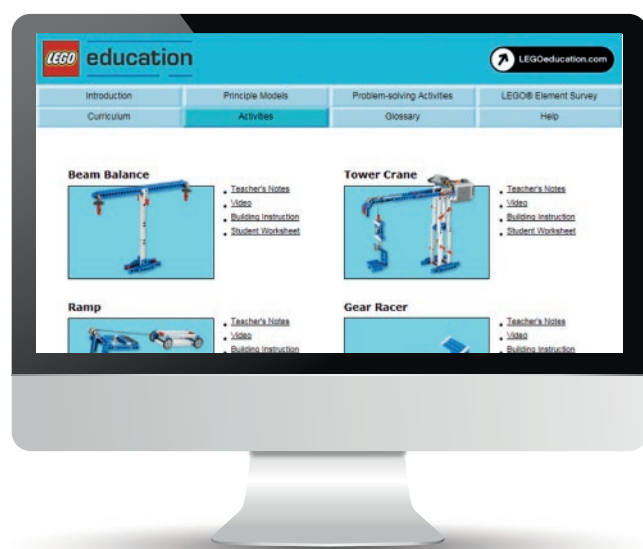 LEGO education
LEGOeducation.com
Introduction Principle Models Problem-solving Activities LEGO® Element Survey
Curriculum Activities Glossary Help
Beam Balance
Teacher's Notes
Video
Building Instruction
Student Worksheet
Tower Crane
Teacher's Notes
Video
Building Instruction
Student Worksheet
Ramp
Teacher's Notes
Video
Building Instruction
Gear Racer
Teacher's Notes
Video
Building Instruction